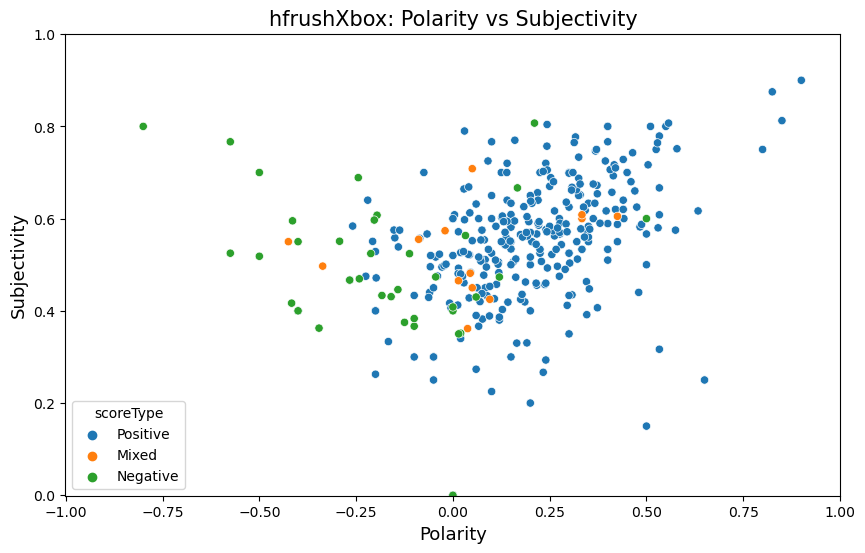 hfrushXbox: Polarity vs Subjectivity
1.0
0.8
0.6
0.4
0.2
0.0
Subjectivity
scoreType
Positive
Mixed
Negative
−1.00 −0.75 −0.50 −0.25 0.00 0.25 0.50 0.75 1.00
Polarity